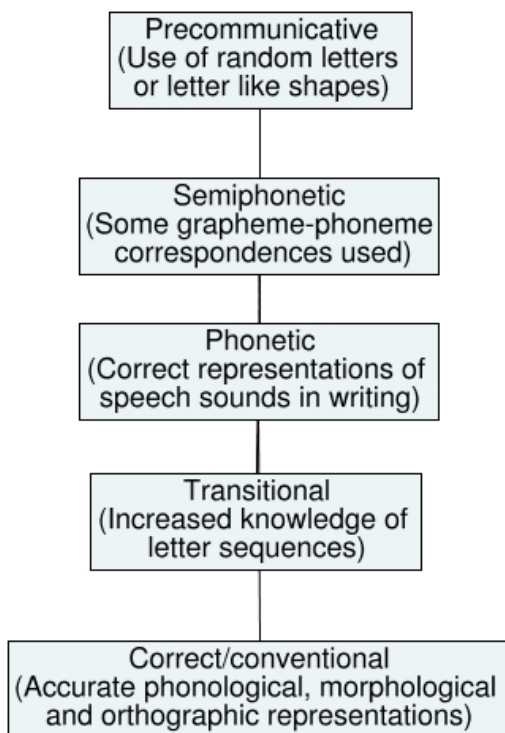 Precommunicative
(Use of random letters
or letter like shapes)
Semiphonetic
(Some grapheme-phoneme
correspondences used)
Phonetic
(Correct representations of
speech sounds in writing)
Transitional
(Increased knowledge of
letter sequences)
Correct/conventional
(Accurate phonological, morphological
and orthographic representations)